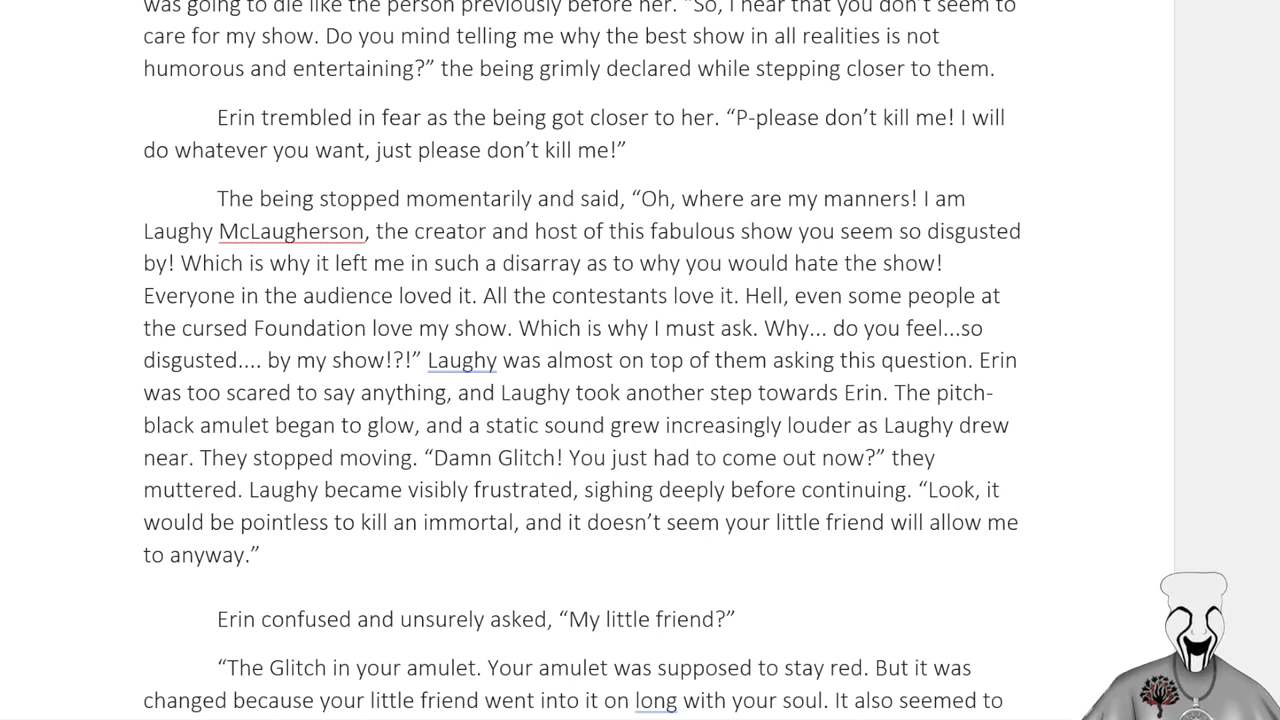 was going to die like the person previously before her. “So, I hear that you don’t seem to
care for my show. Do you mind telling me why the best show in all realities is not
humorous and entertaining?” the being grimly declared while stepping closer to them.
Erin trembled in fear as the being got closer to her. “P-please don’t kill me! I will
do whatever you want, just please don’t kill me!”
The being stopped momentarily and said, “Oh, where are my manners! I am
Laughy McLaugherson, the creator and host of this fabulous show you seem so disgusted
by! Which is why it left me in such a disarray as to why you would hate the show!
Everyone in the audience loved it. All the contestants love it. Hell, even some people at
the cursed Foundation love my show. Which is why I must ask. Why... do you feel...so
disgusted.... by my show!?!” Laughy was almost on top of them asking this question. Erin
was too scared to say anything, and Laughy took another step towards Erin. The pitch-
black amulet began to glow, and a static sound grew increasingly louder as Laughy drew
near. They stopped moving. “Damn Glitch! You just had to come out now?” they
muttered. Laughy became visibly frustrated, sighing deeply before continuing. “Look, it
would be pointless to kill an immortal, and it doesn’t seem your little friend will allow me
to anyway.”
Erin confused and unsurely asked, “My little friend?”
“The Glitch in your amulet. Your amulet was supposed to stay red. But it was
changed because your little friend went into it on long with your soul. It also seemed to